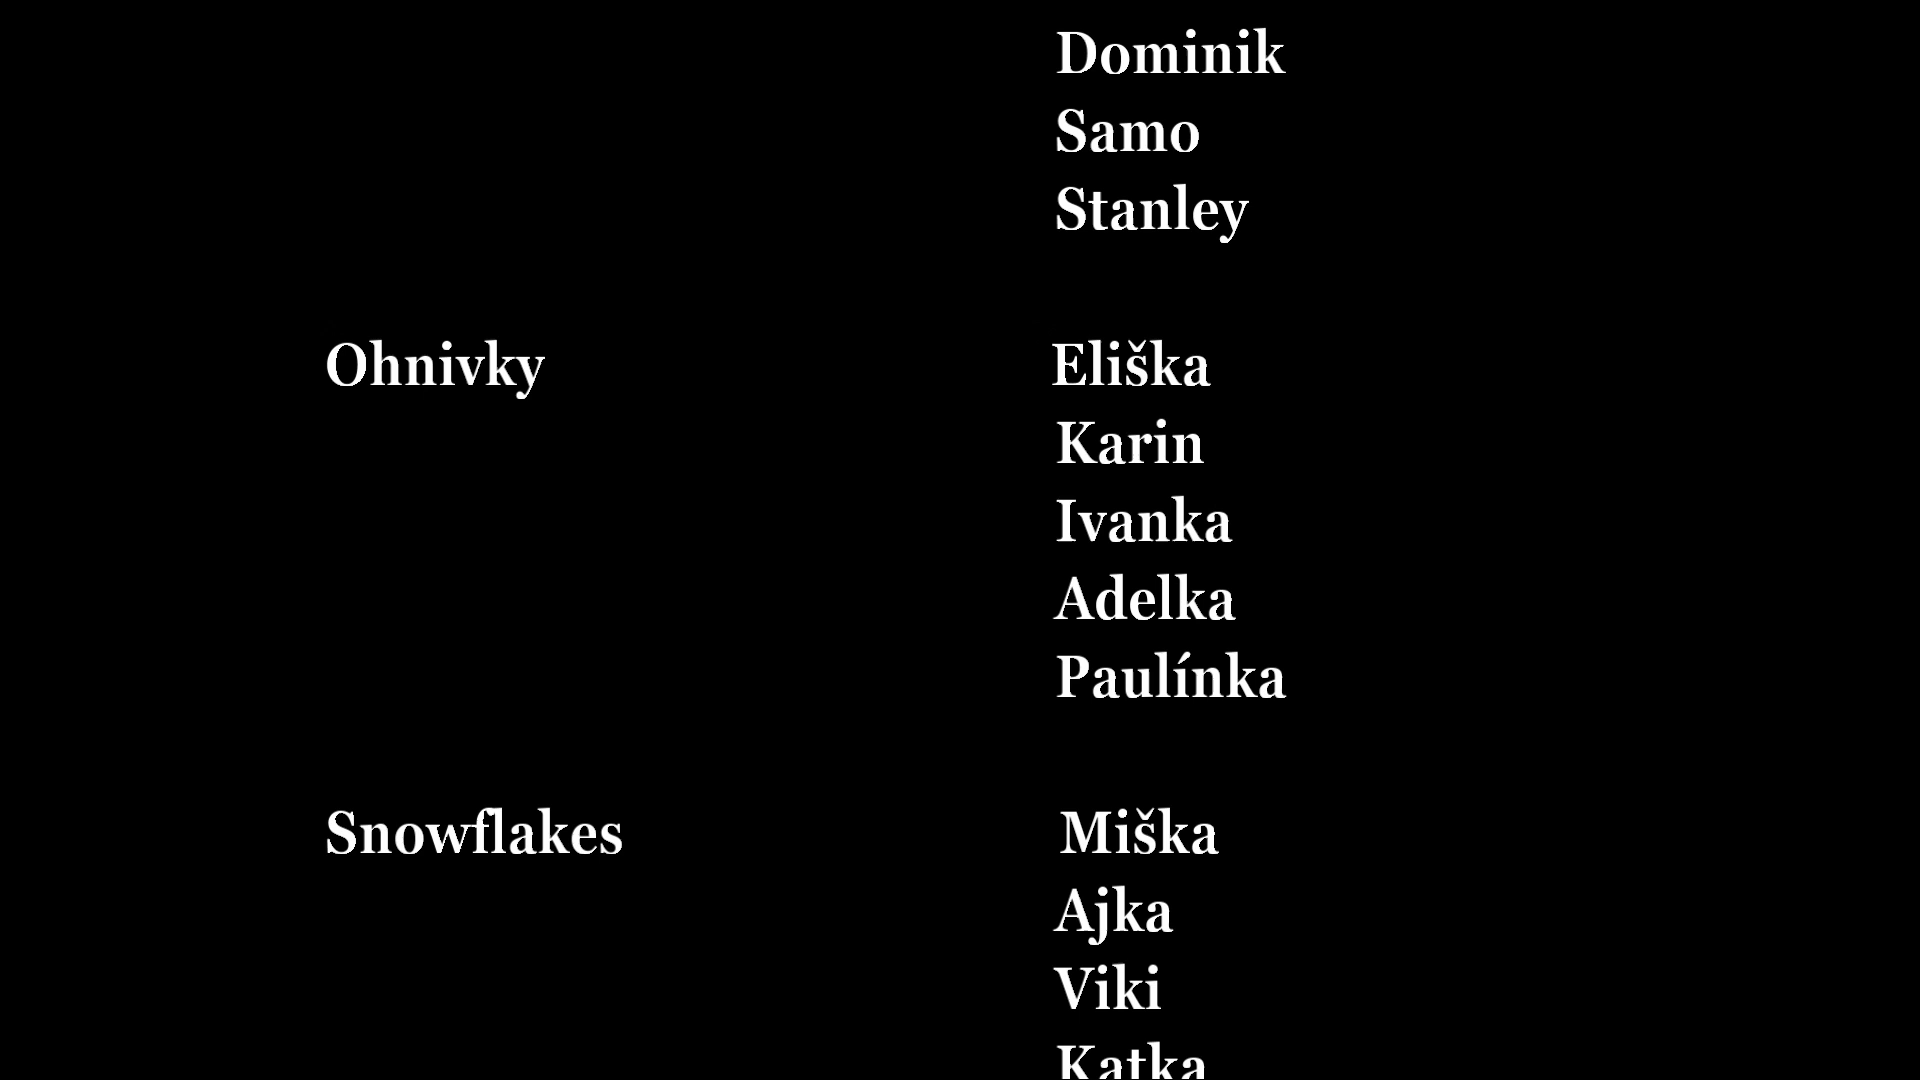 Dominik
Samo
Stanley
Ohnivky Eliška
Karin
Ivanka
Adelka
Paulínka
Snowflakes Miška
Ajka
Viki
Katka